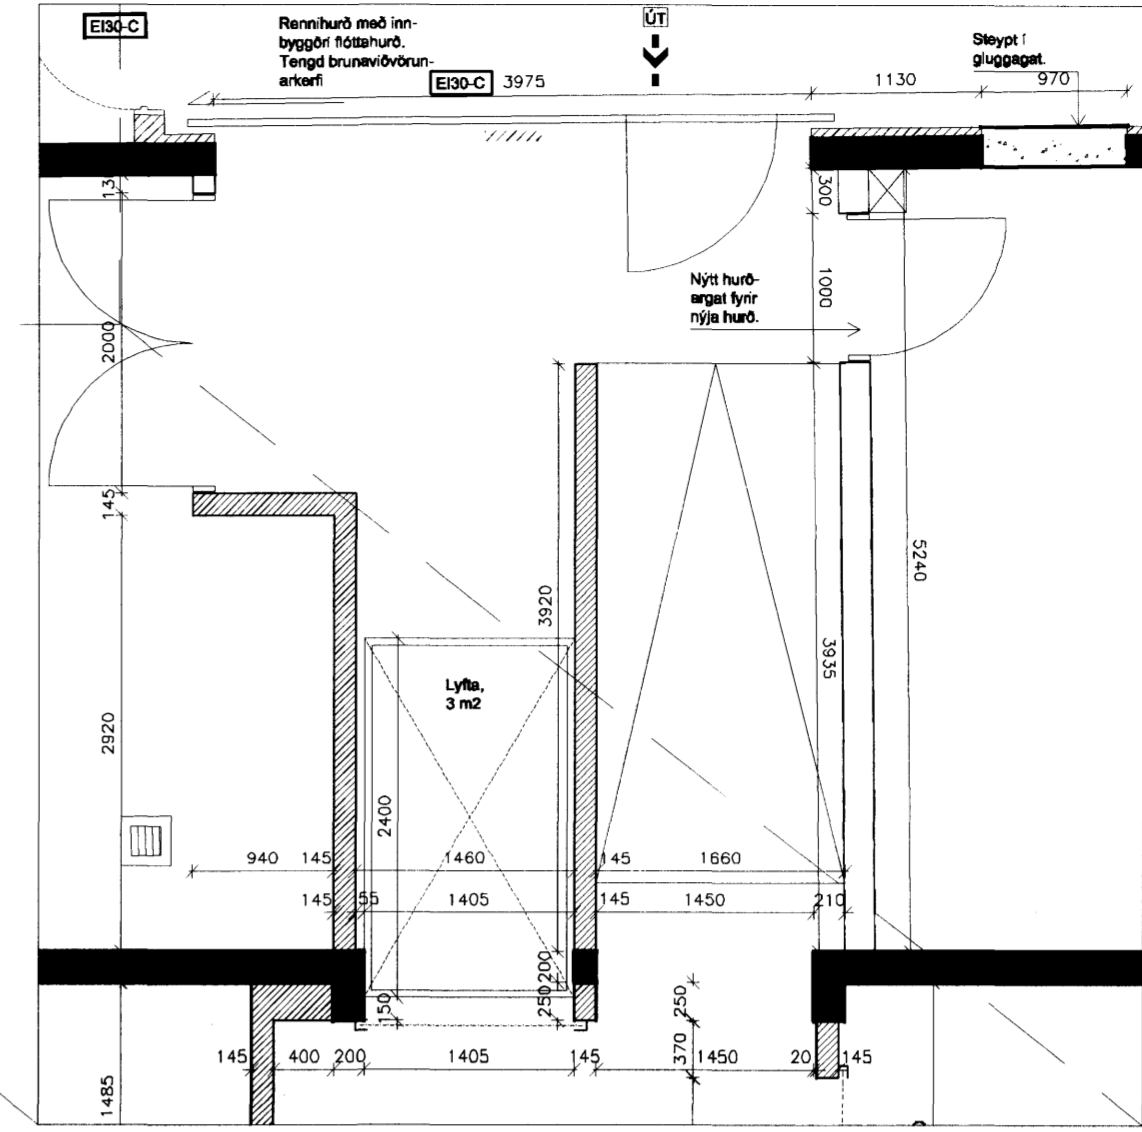 EI30-C
Rennihurð með inn-
byggðri flóttahurð.
Tengd brunaviðvörun-
arkerfi
EI30-C
3975
ÚT
1130
Steypt í
gluggagat.
970
13
300
1000
Nýtt hurð-
argat fyrir
nýja hurð.
2000
145
5240
3920
3935
Lyfta,
3 m2
2920
2400
940 145 1460 145 1660
145 55 1405 145 1450 210
200
150
250
250
370
145 400 200 1405 145 1450 20 145
1485